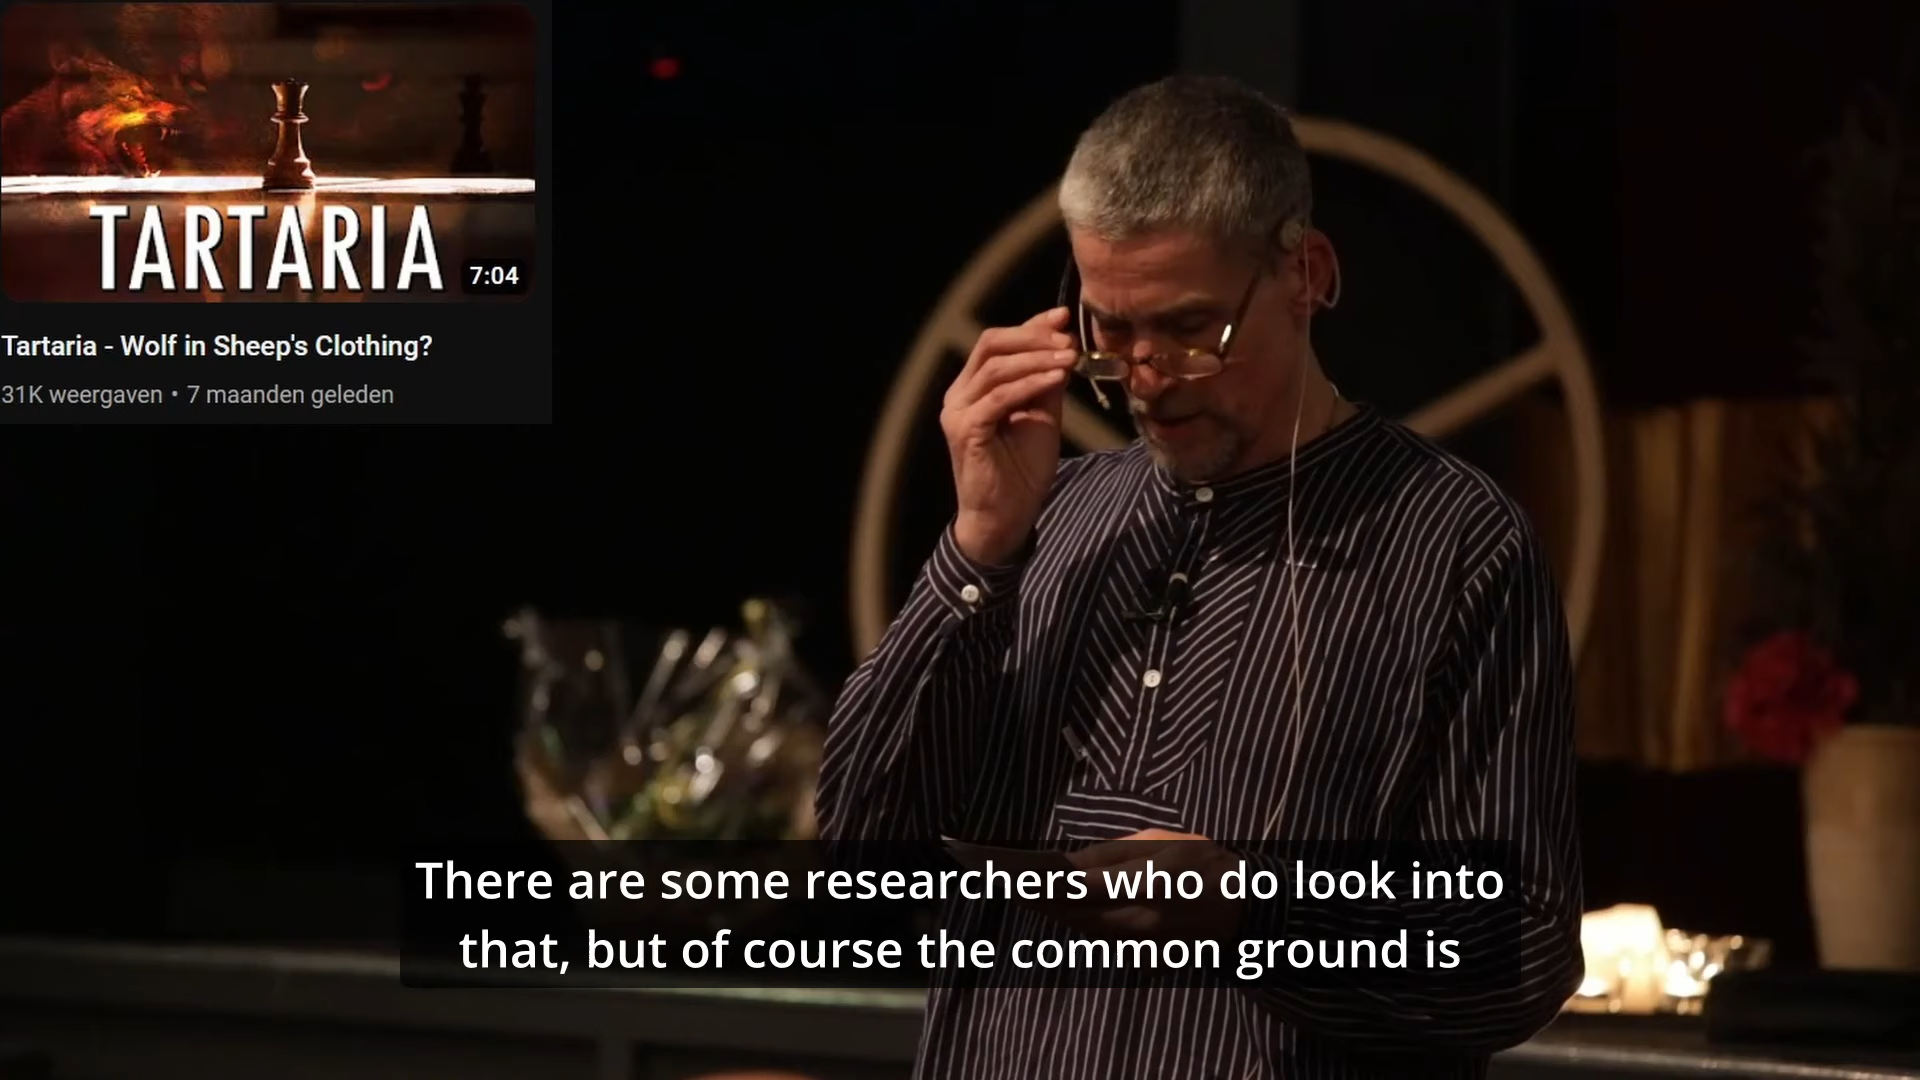 TARTARIA
7:04
Tartaria - Wolf in Sheep's Clothing?
31K weergaven • 7 maanden geleden
There are some researchers who do look into
that, but of course the common ground is